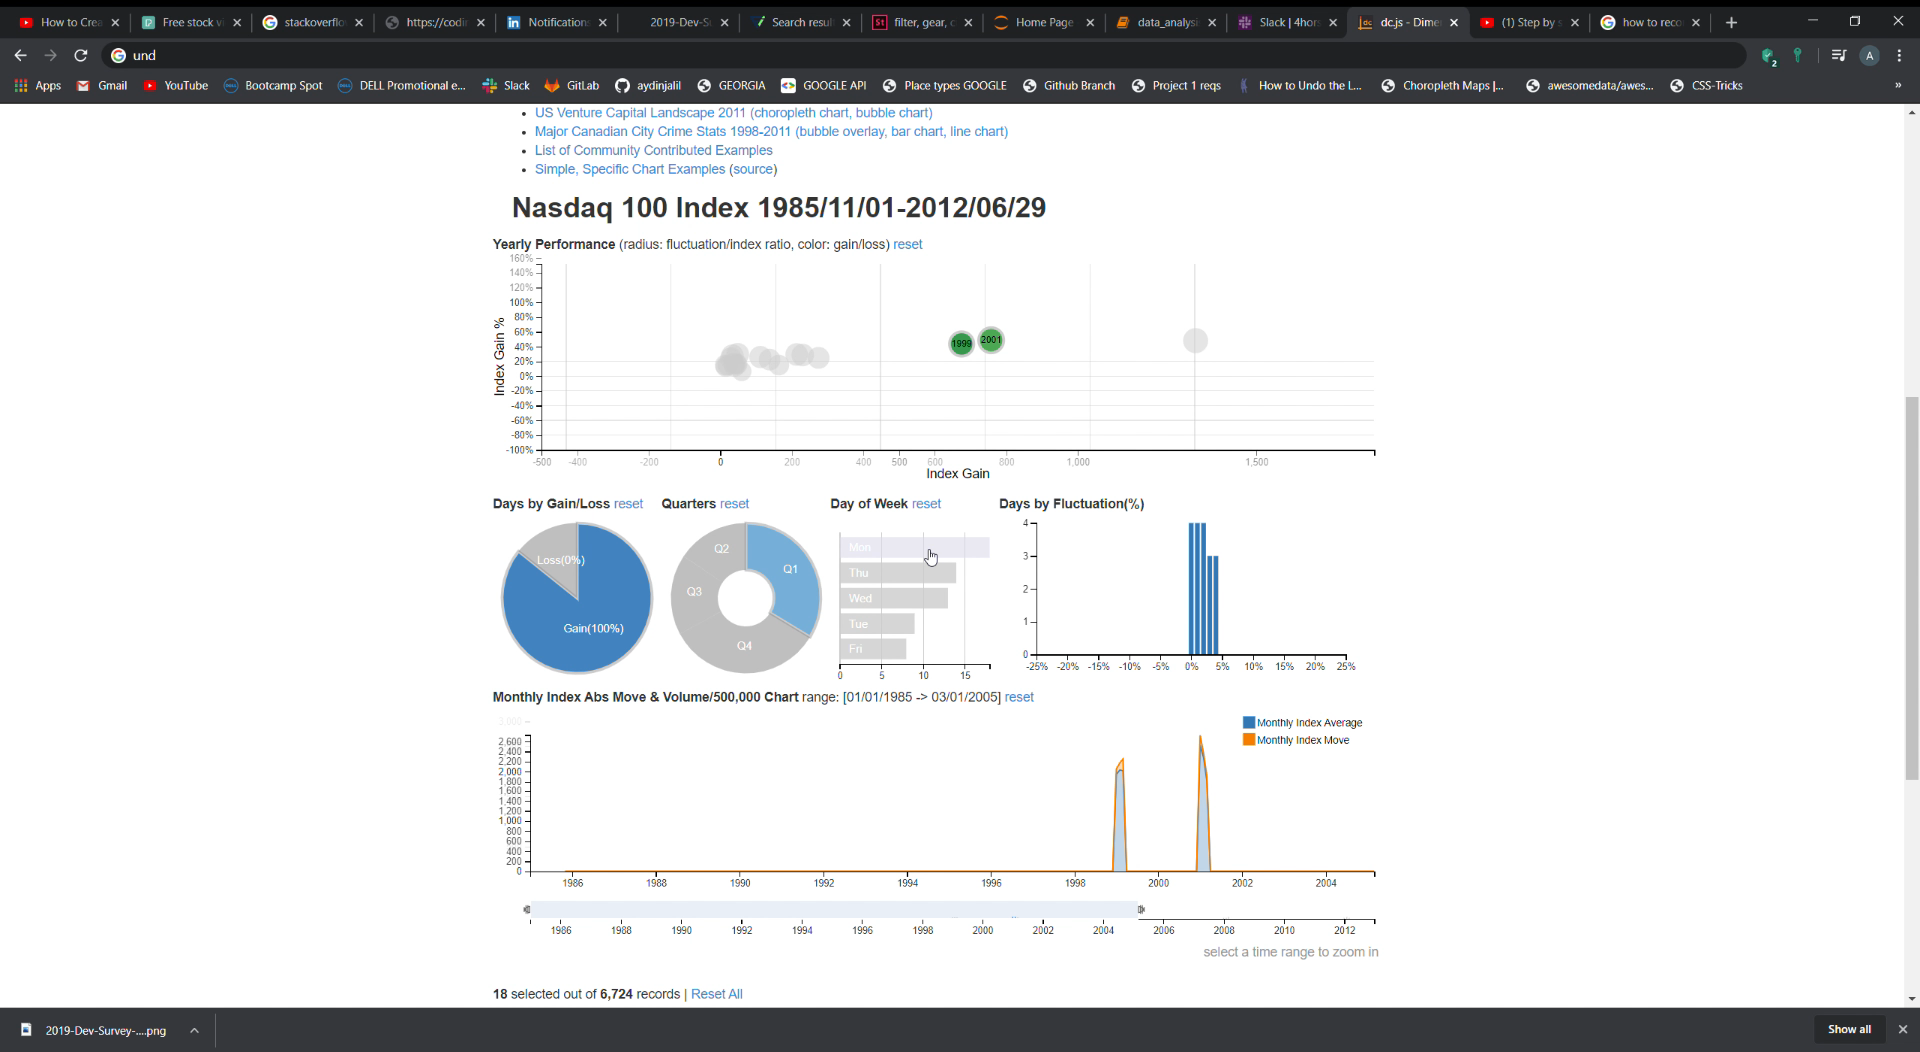 How to Crea
Free stock v
stackoverflo
https://codin
Notifications
2019-Dev-Su
Search resul
filter, gear, c
Home Page
data_analysi
Slack | 4hors
dc.js - Dimen
(1) Step by s
how to reco
und
2
A
Apps
Gmail
YouTube
Bootcamp Spot
DELL Promotional e...
Slack
GitLab
aydinjalil
GEORGIA
GOOGLE API
Place types GOOGLE
Github Branch
Project 1 reqs
How to Undo the L...
Choropleth Maps |...
awesomedata/awes...
CSS-Tricks
»
US Venture Capital Landscape 2011 (choropleth chart, bubble chart)
Major Canadian City Crime Stats 1998-2011 (bubble overlay, bar chart, line chart)
List of Community Contributed Examples
Simple, Specific Chart Examples (source)
Nasdaq 100 Index 1985/11/01-2012/06/29
Yearly Performance (radius: fluctuation/index ratio, color: gain/loss) reset
160%
140%
120%
100%
80%
60%
40%
20%
0%
-20%
-40%
-60%
-80%
-100%
Index Gain %
1999
2001
-500 -400 -200 0 200 400 500 600 800 1,000 1,500
Index Gain
Days by Gain/Loss reset
Loss(0%)
Gain(100%)
Quarters reset
Q2
Q1
Q3
Q4
Day of Week reset
Mon
Thu
Wed
Tue
Fri
0 5 10 15
Days by Fluctuation(%)
4
3
2
1
0
-25% -20% -15% -10% -5% 0% 5% 10% 15% 20% 25%
Monthly Index Abs Move & Volume/500,000 Chart range: [01/01/1985 -> 03/01/2005] reset
Monthly Index Average
Monthly Index Move
3,000
2,600
2,400
2,200
2,000
1,800
1,600
1,400
1,200
1,000
800
600
400
200
0
1986 1988 1990 1992 1994 1996 1998 2000 2002 2004
1986 1988 1990 1992 1994 1996 1998 2000 2002 2004 2006 2008 2010 2012
select a time range to zoom in
18 selected out of 6,724 records | Reset All
2019-Dev-Survey-....png
Show all